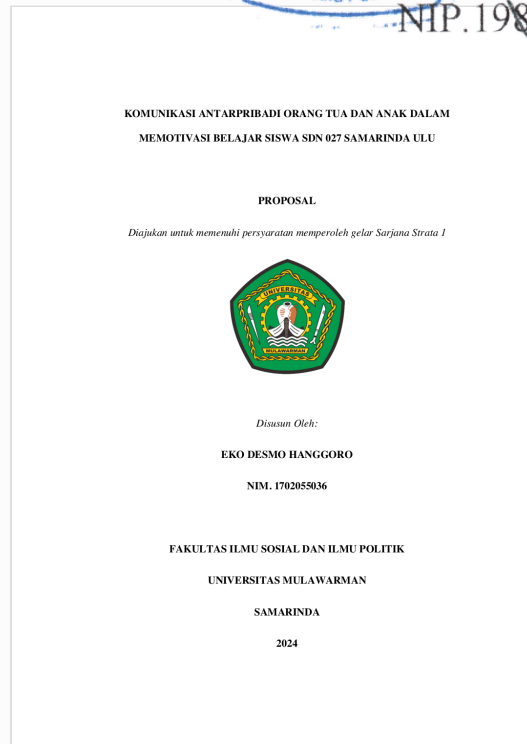 NIP.198
KOMUNIKASI ANTARPRIBADI ORANG TUA DAN ANAK DALAM
MEMOTIVASI BELAJAR SISWA SDN 027 SAMARINDA ULU
PROPOSAL
Diajukan untuk memenuhi persyaratan memperoleh gelar Sarjana Strata 1
UNIVERSITAS
MULAWARMAN
Disusun Oleh:
EKO DESMO HANGGORO
NIM. 1702055036
FAKULTAS ILMU SOSIAL DAN ILMU POLITIK
UNIVERSITAS MULAWARMAN
SAMARINDA
2024